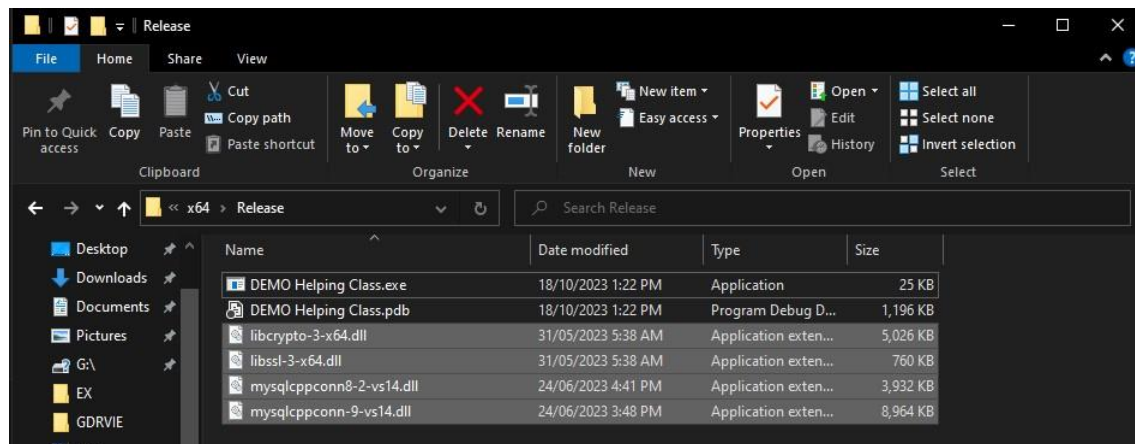 Release
File Home Share View
Pin to Quick access
Copy
Paste
Cut
Copy path
Paste shortcut
Clipboard
Move to
Copy to
Delete
Rename
Organize
New folder
New item
Easy access
New
Properties
Open
Edit
History
Open
Select all
Select none
Invert selection
Select
« x64 > Release
Search Release
Desktop
Downloads
Documents
Pictures
G:\
EX
GDRVIE
Name Date modified Type Size
DEMO Helping Class.exe 18/10/2023 1:22 PM Application 25 KB
DEMO Helping Class.pdb 18/10/2023 1:22 PM Program Debug D... 1,196 KB
libcrypto-3-x64.dll 31/05/2023 5:38 AM Application exten... 5,026 KB
libssl-3-x64.dll 31/05/2023 5:38 AM Application exten... 760 KB
mysqlcppconn8-2-vs14.dll 24/06/2023 4:41 PM Application exten... 3,932 KB
mysqlcppconn-9-vs14.dll 24/06/2023 3:48 PM Application exten... 8,964 KB